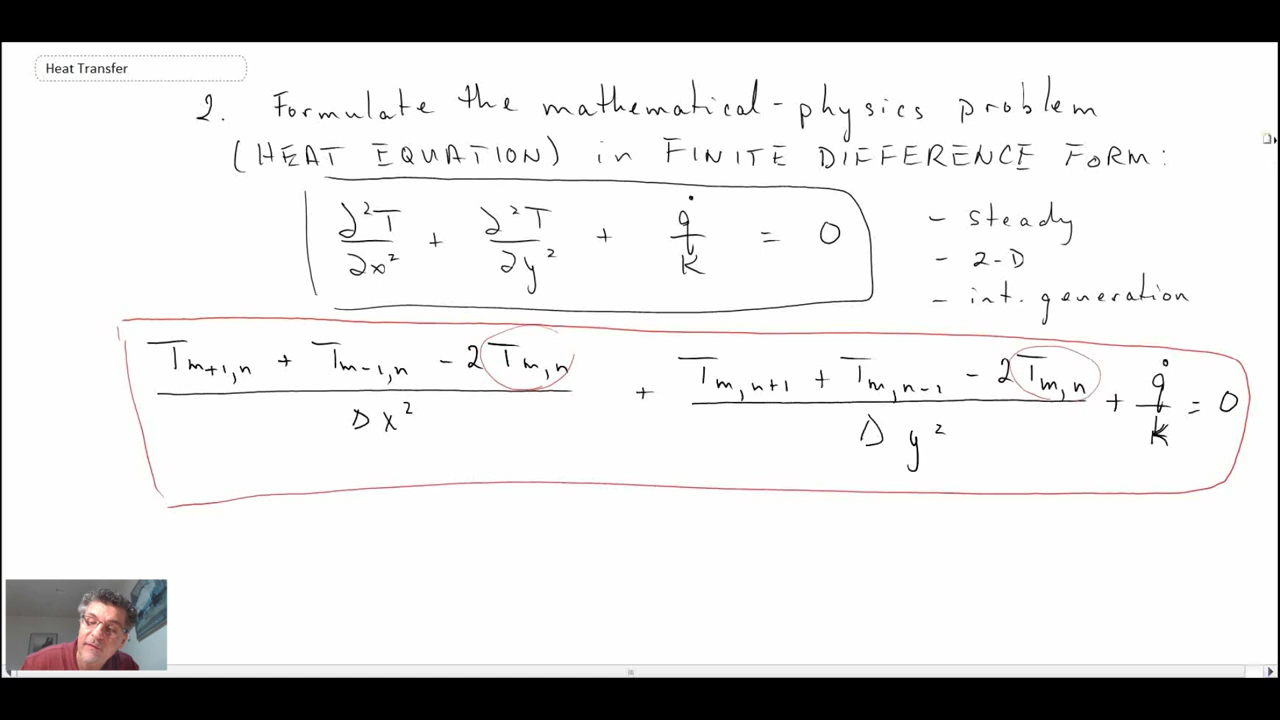 Heat Transfer
2. Formulate the mathematical-physics problem
(HEAT EQUATION) in FINITE DIFFERENCE FORM:
∂²T/∂x² + ∂²T/∂y² + q̇/k = 0
- steady
- 2-D
- int. generation
(T_{m+1,n} + T_{m-1,n} - 2T_{m,n})/Δx² + (T_{m,n+1} + T_{m,n-1} - 2T_{m,n})/Δy² + q̇/k = 0